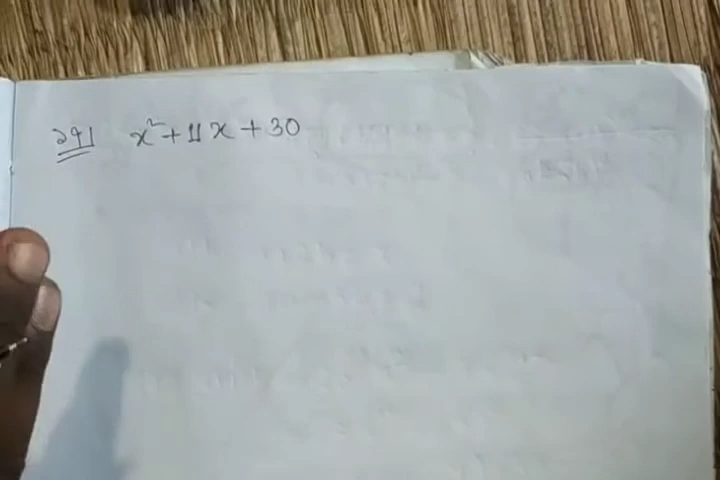 ২৭। x² + 11x + 30